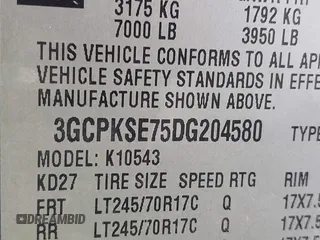 3175 KG 1792 KG
7000 LB 3950 LB
THIS VEHICLE CONFORMS TO ALL
VEHICLE SAFETY STANDARDS IN
MANUFACTURE SHOWN ABOVE.
3GCPKSE75DG204580 TYPE
MODEL: K10543
KD27 TIRE SIZE SPEED RTG RIM
FRT LT245/70R17C Q 17X7.5
RR LT245/70R17C Q 17X7.5
DREAMBID